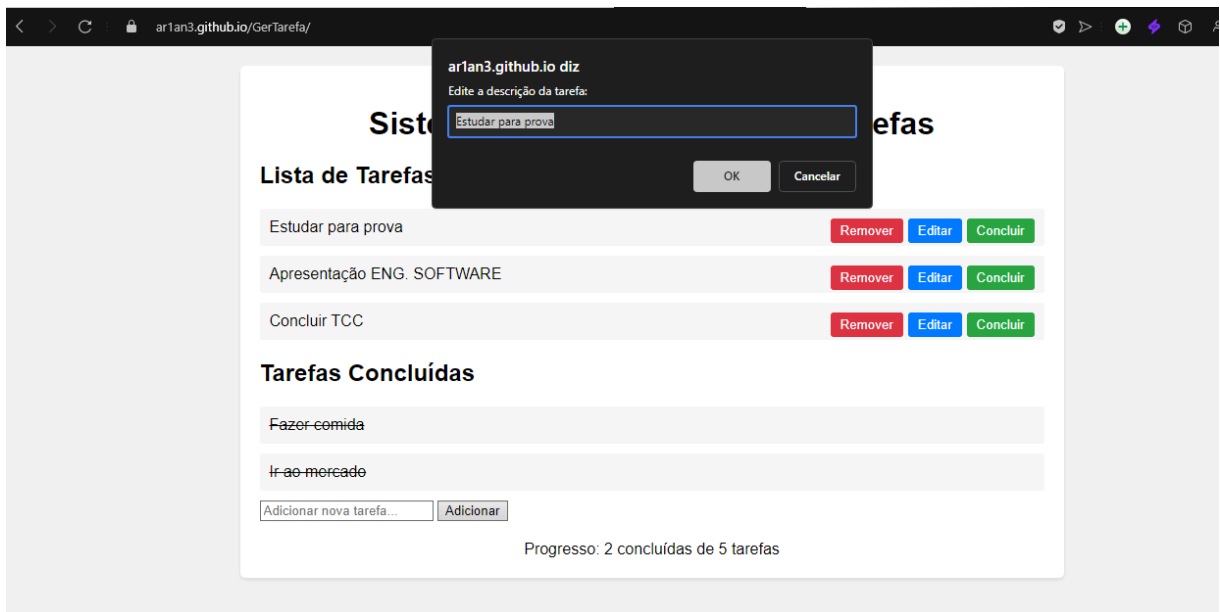 ar1an3.github.io/GerTarefa/
ar1an3.github.io diz
Edite a descrição da tarefa:
Estudar para prova
OK Cancelar
Siste efas
Lista de Tarefas
Estudar para prova Remover Editar Concluir
Apresentação ENG. SOFTWARE Remover Editar Concluir
Concluir TCC Remover Editar Concluir
Tarefas Concluídas
Fazer comida
Ir ao mercado
Adicionar nova tarefa... Adicionar
Progresso: 2 concluídas de 5 tarefas